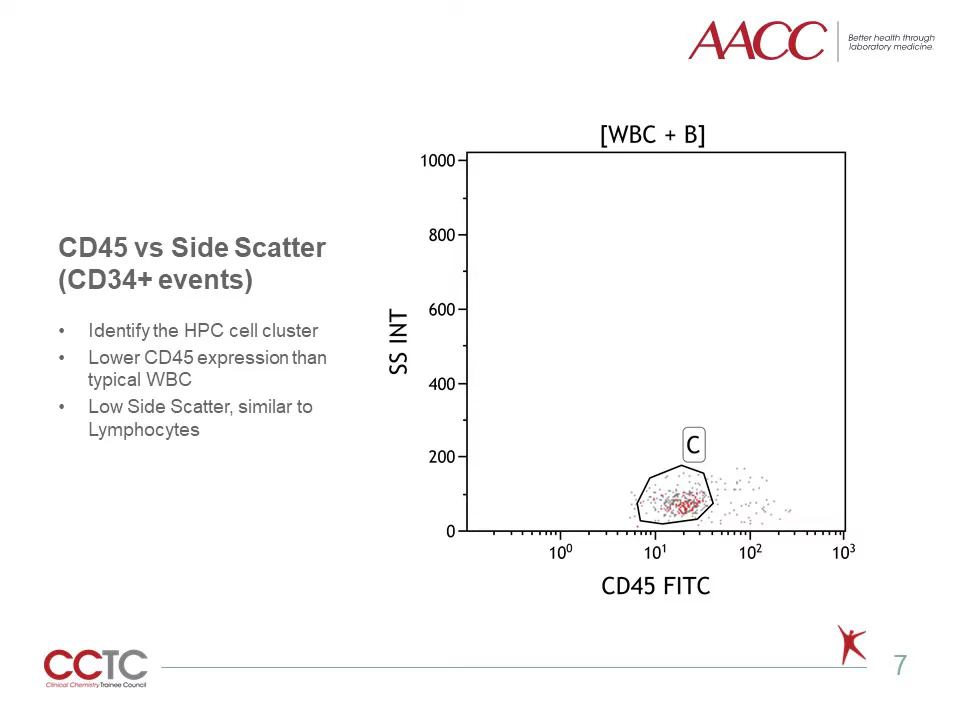 AACC
Better health through
laboratory medicine.
CD45 vs Side Scatter
(CD34+ events)
• Identify the HPC cell cluster
• Lower CD45 expression than
typical WBC
• Low Side Scatter, similar to
Lymphocytes
[WBC + B]
1000
800
600
400
200
0
SS INT
C
10⁰ 10¹ 10² 10³
CD45 FITC
CCTC
Clinical Chemistry Trainee Council
7